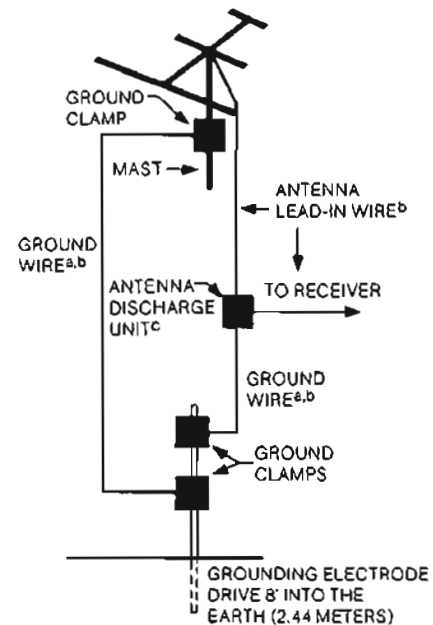 GROUND
CLAMP
MAST
ANTENNA
LEAD-IN WIREb
GROUND
WIREa,b
ANTENNA
DISCHARGE
UNITc
TO RECEIVER
GROUND
WIREa,b
GROUND
CLAMPS
GROUNDING ELECTRODE
DRIVE 8' INTO THE
EARTH (2.44 METERS)